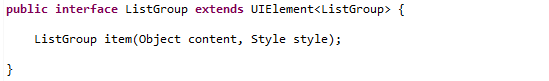 public interface ListGroup extends UIElement<ListGroup> {
ListGroup item(Object content, Style style);
}